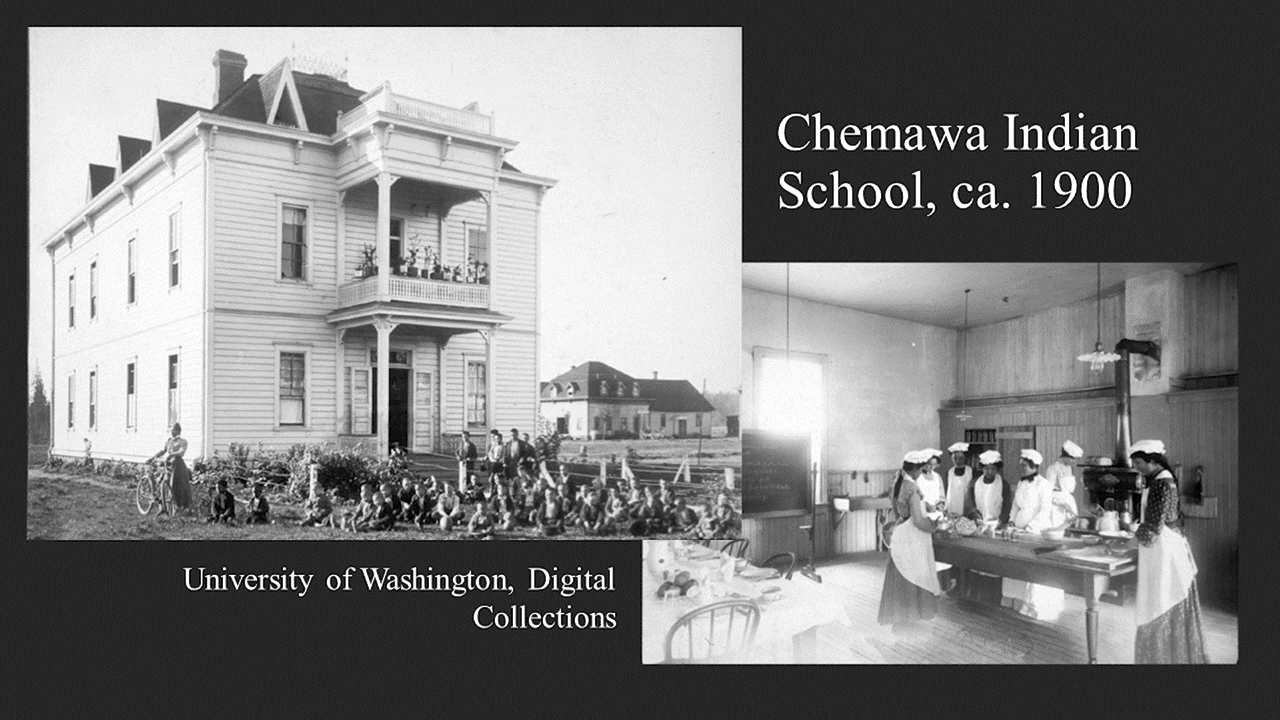 Chemawa Indian
School, ca. 1900
University of Washington, Digital
Collections